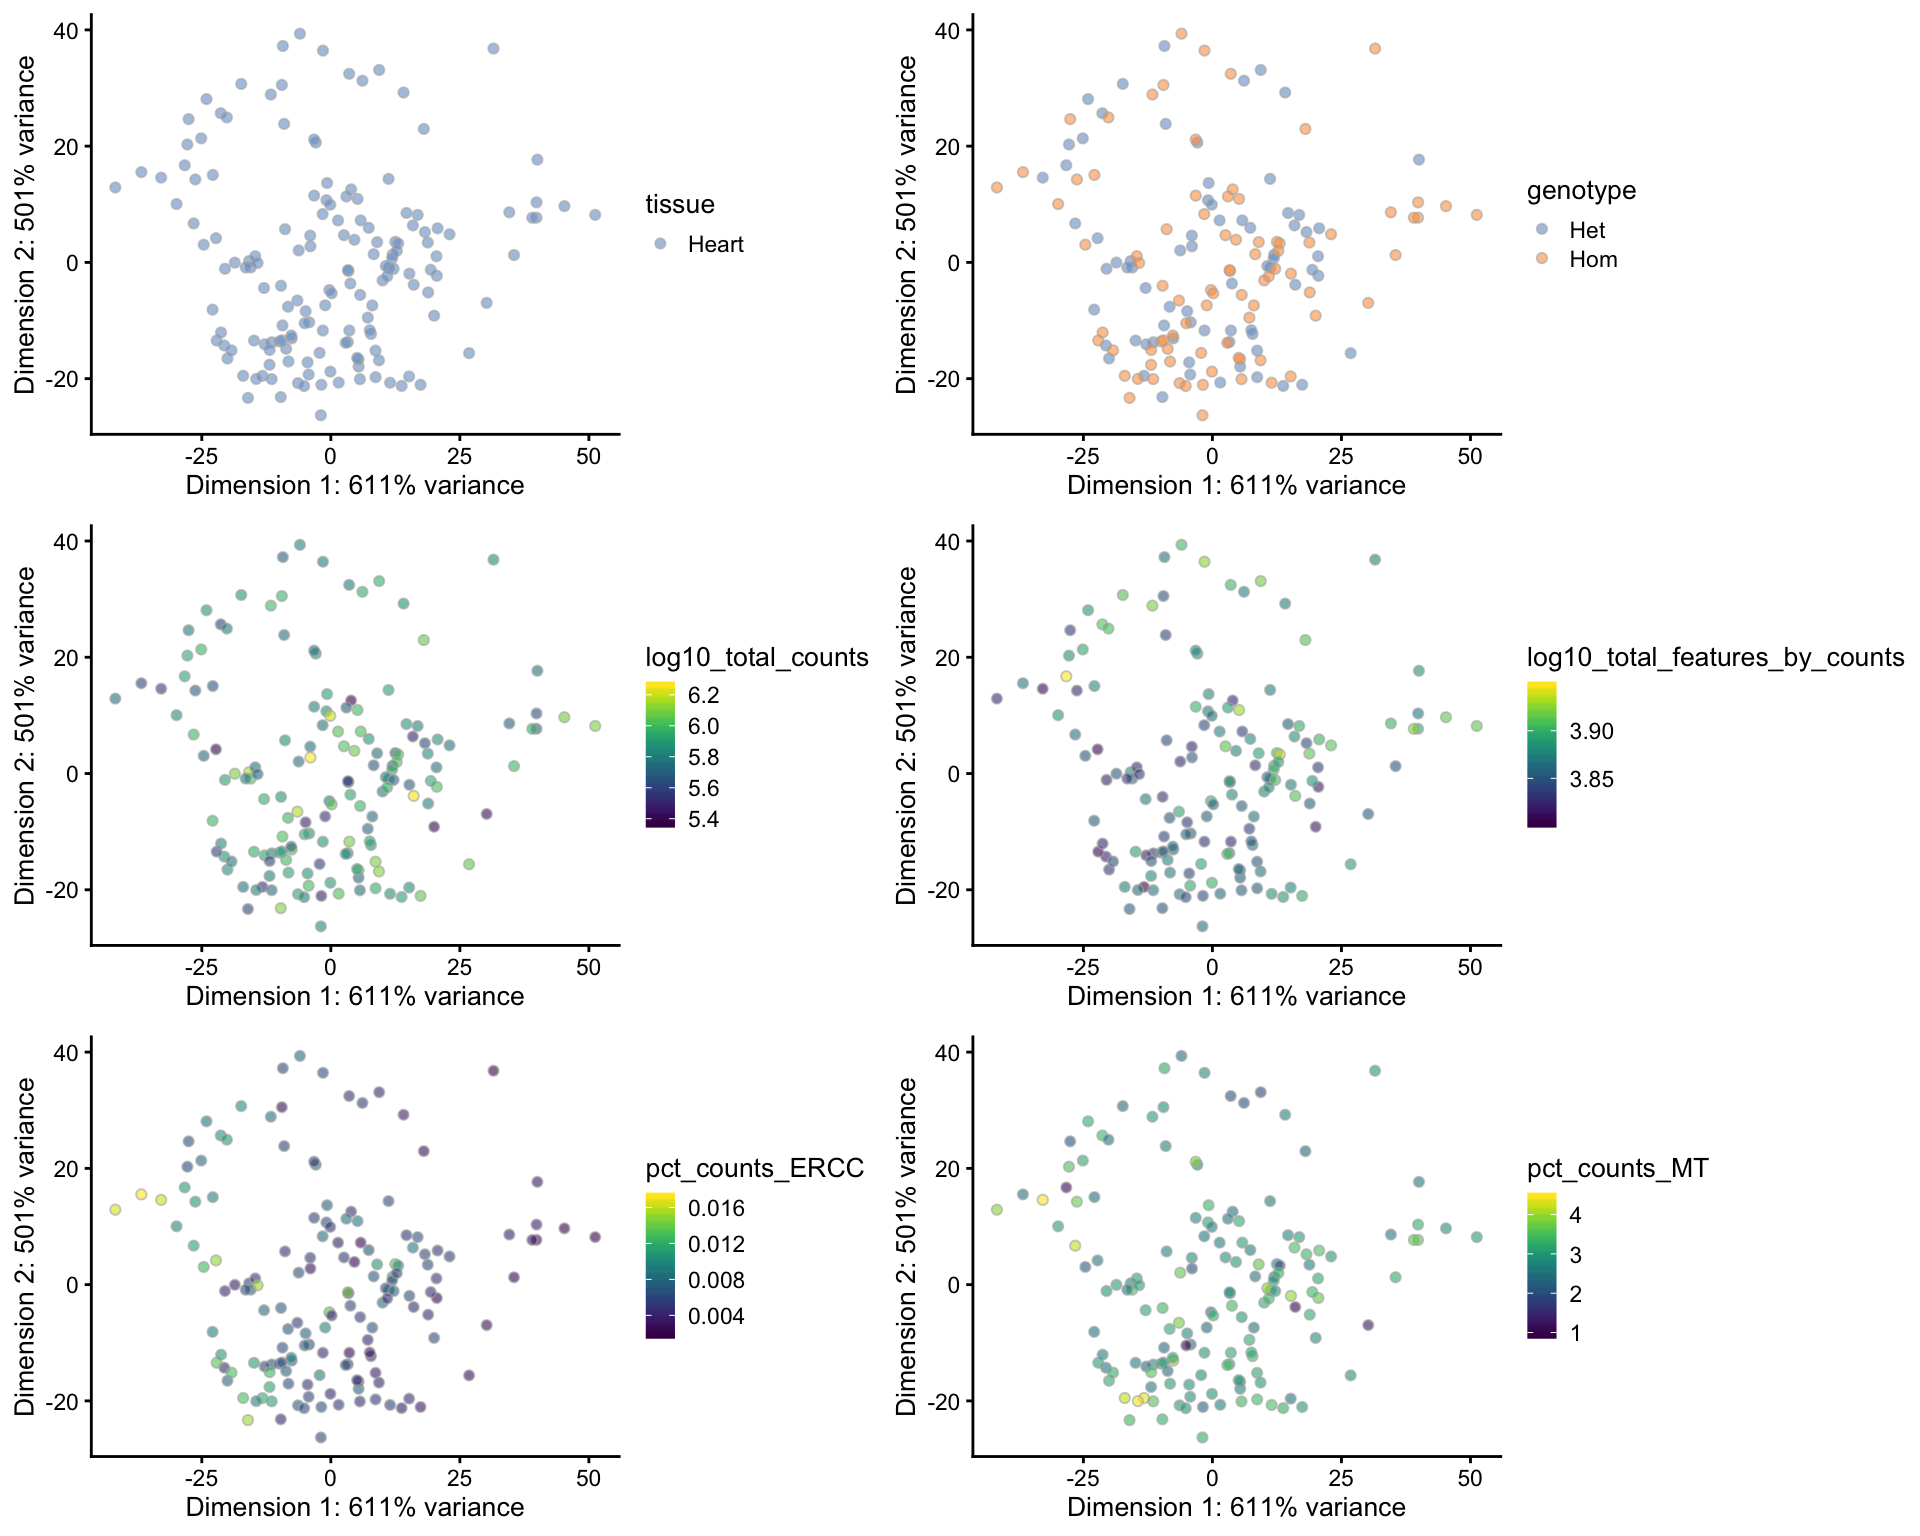 40
20
0
-20
-25 0 25 50
Dimension 1: 611% variance
Dimension 2: 501% variance
tissue
Heart
40
20
0
-20
-25 0 25 50
Dimension 1: 611% variance
Dimension 2: 501% variance
genotype
Het
Hom
40
20
0
-20
-25 0 25 50
Dimension 1: 611% variance
Dimension 2: 501% variance
log10_total_counts
6.2
6.0
5.8
5.6
5.4
40
20
0
-20
-25 0 25 50
Dimension 1: 611% variance
Dimension 2: 501% variance
log10_total_features_by_counts
3.90
3.85
40
20
0
-20
-25 0 25 50
Dimension 1: 611% variance
Dimension 2: 501% variance
pct_counts_ERCC
0.016
0.012
0.008
0.004
40
20
0
-20
-25 0 25 50
Dimension 1: 611% variance
Dimension 2: 501% variance
pct_counts_MT
4
3
2
1